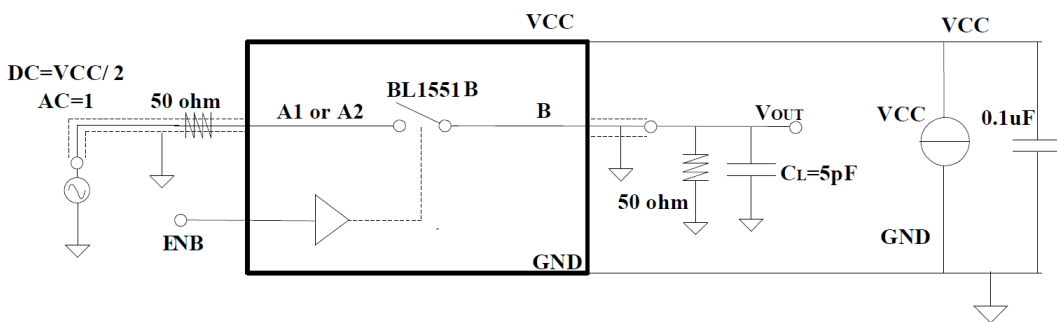 VCC
VCC
DC=VCC/ 2
AC=1
50 ohm
A1 or A2
BL1551B
B
VOUT
VCC
0.1uF
CL=5pF
50 ohm
ENB
GND
GND